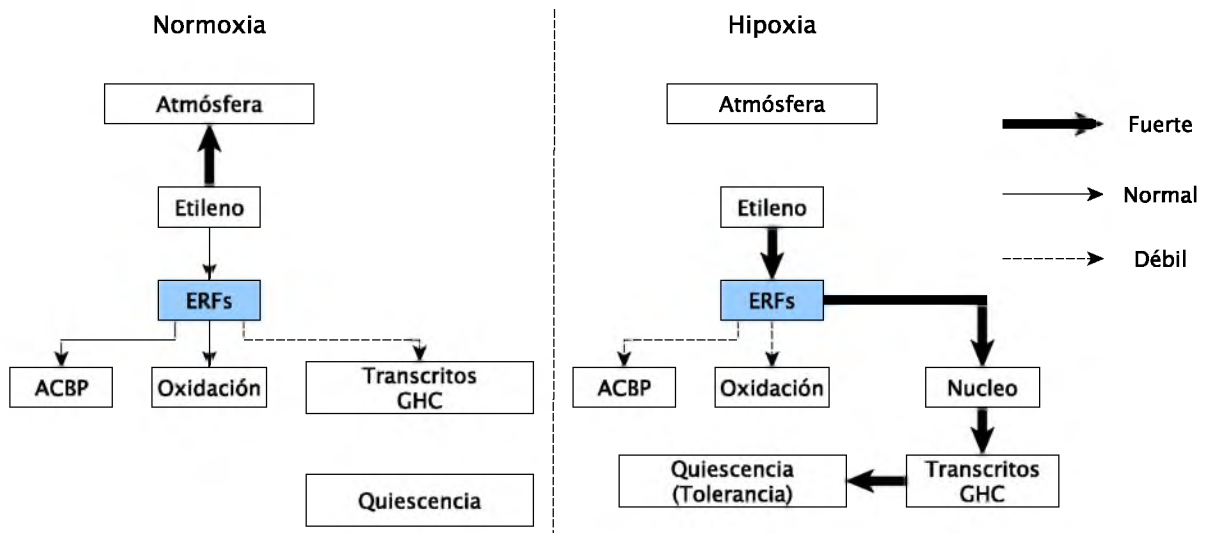 Normoxia
Atmósfera
Etileno
ERFs
ACBP
Oxidación
Transcritos
GHC
Quiescencia
Hipoxia
Atmósfera
Etileno
ERFs
ACBP
Oxidación
Nucleo
Quiescencia
(Tolerancia)
Transcritos
GHC
Fuerte
Normal
Débil